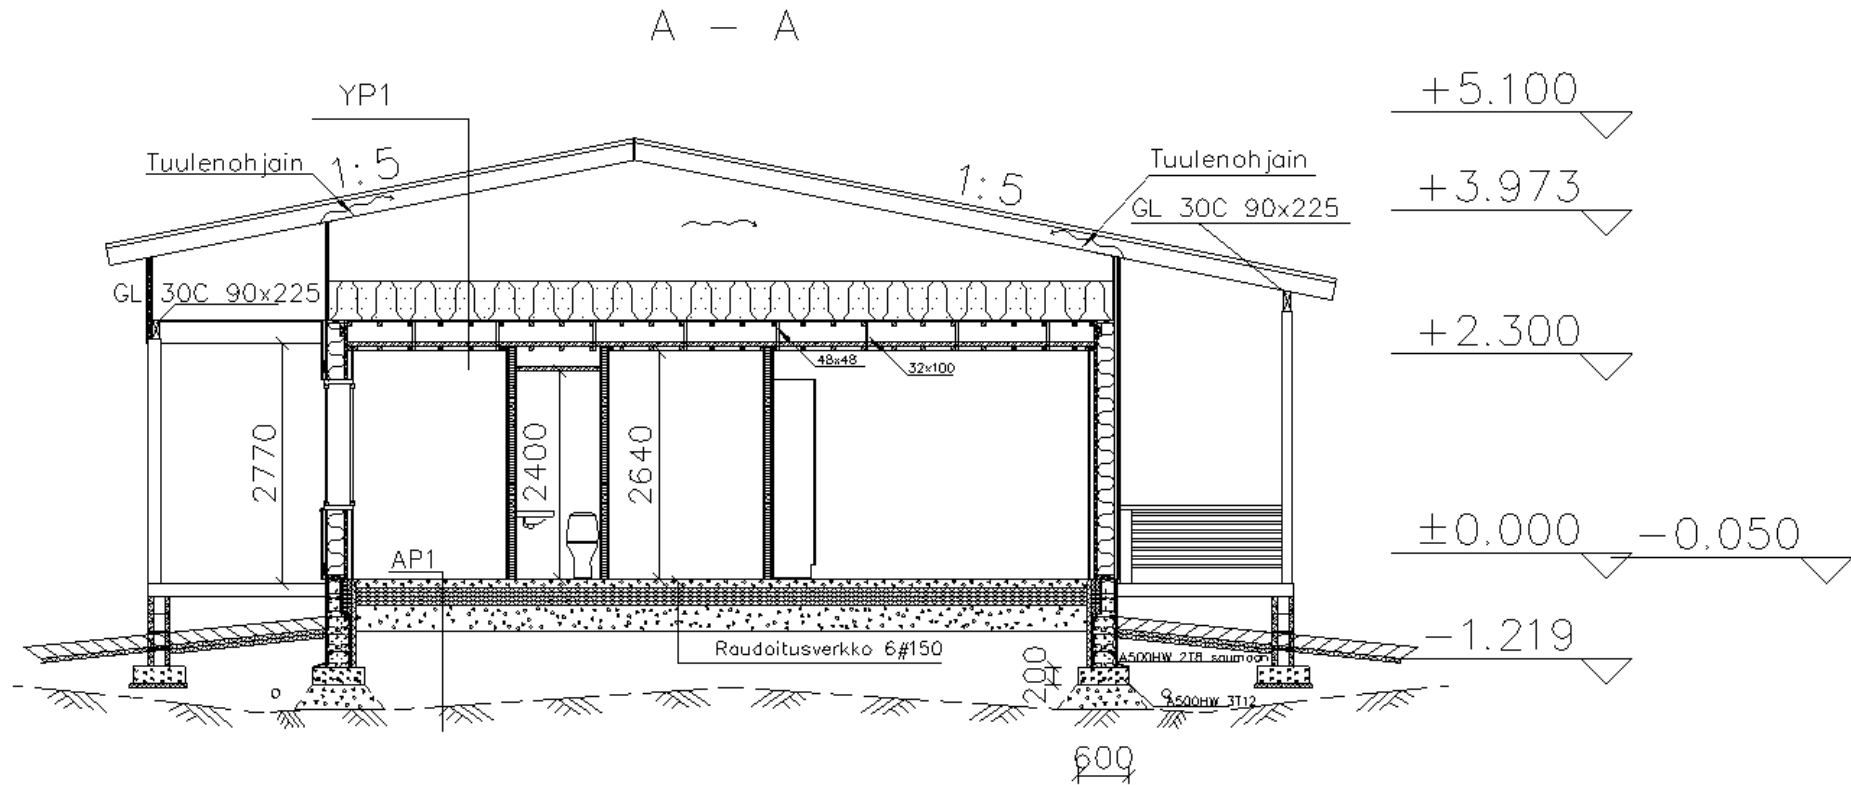 A - A
+5.100
YP1
Tuulenohjain
1:5
1:5
Tuulenohjain
+3.973
GL 30C 90x225
GL 30C 90x225
+2.300
48x48
32x100
2770
2400
2640
±0.000
-0.050
AP1
Raudoitusverkko 6#150
-1.219
A500HW 2T8 saumaan
200
A500HW 3T12
600